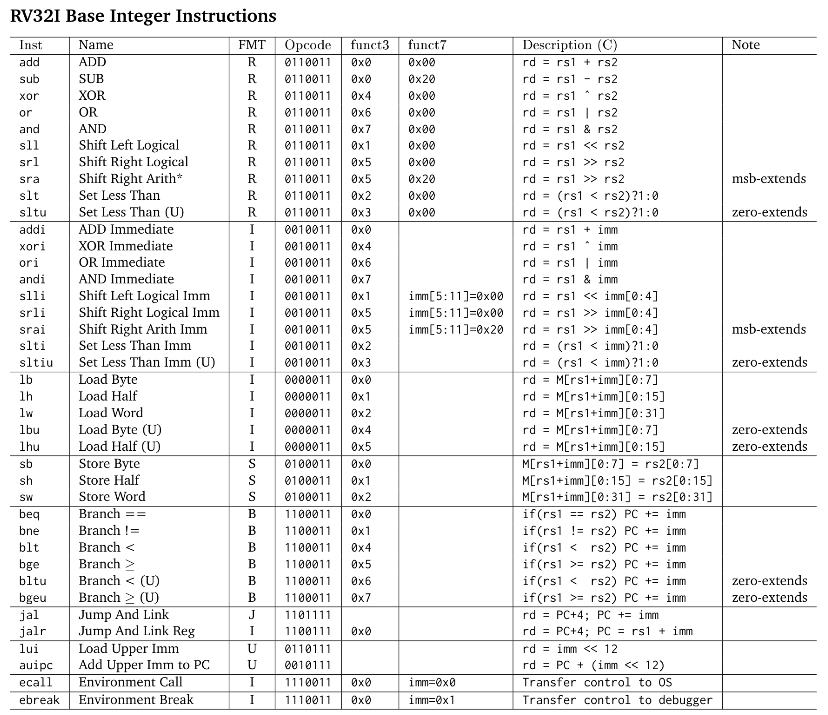 RV32I Base Integer Instructions
Inst Name FMT Opcode funct3 funct7 Description (C) Note
add ADD R 0110011 0x0 0x00 rd = rs1 + rs2
sub SUB R 0110011 0x0 0x20 rd = rs1 - rs2
xor XOR R 0110011 0x4 0x00 rd = rs1 ^ rs2
or OR R 0110011 0x6 0x00 rd = rs1 | rs2
and AND R 0110011 0x7 0x00 rd = rs1 & rs2
sll Shift Left Logical R 0110011 0x1 0x00 rd = rs1 << rs2
srl Shift Right Logical R 0110011 0x5 0x00 rd = rs1 >> rs2
sra Shift Right Arith* R 0110011 0x5 0x20 rd = rs1 >> rs2 msb-extends
slt Set Less Than R 0110011 0x2 0x00 rd = (rs1 < rs2)?1:0
sltu Set Less Than (U) R 0110011 0x3 0x00 rd = (rs1 < rs2)?1:0 zero-extends
addi ADD Immediate I 0010011 0x0 rd = rs1 + imm
xori XOR Immediate I 0010011 0x4 rd = rs1 ^ imm
ori OR Immediate I 0010011 0x6 rd = rs1 | imm
andi AND Immediate I 0010011 0x7 rd = rs1 & imm
slli Shift Left Logical Imm I 0010011 0x1 imm[5:11]=0x00 rd = rs1 << imm[0:4]
srli Shift Right Logical Imm I 0010011 0x5 imm[5:11]=0x00 rd = rs1 >> imm[0:4]
srai Shift Right Arith Imm I 0010011 0x5 imm[5:11]=0x20 rd = rs1 >> imm[0:4] msb-extends
slti Set Less Than Imm I 0010011 0x2 rd = (rs1 < imm)?1:0
sltiu Set Less Than Imm (U) I 0010011 0x3 rd = (rs1 < imm)?1:0 zero-extends
lb Load Byte I 0000011 0x0 rd = M[rs1+imm][0:7]
lh Load Half I 0000011 0x1 rd = M[rs1+imm][0:15]
lw Load Word I 0000011 0x2 rd = M[rs1+imm][0:31]
lbu Load Byte (U) I 0000011 0x4 rd = M[rs1+imm][0:7] zero-extends
lhu Load Half (U) I 0000011 0x5 rd = M[rs1+imm][0:15] zero-extends
sb Store Byte S 0100011 0x0 M[rs1+imm][0:7] = rs2[0:7]
sh Store Half S 0100011 0x1 M[rs1+imm][0:15] = rs2[0:15]
sw Store Word S 0100011 0x2 M[rs1+imm][0:31] = rs2[0:31]
beq Branch == B 1100011 0x0 if(rs1 == rs2) PC += imm
bne Branch != B 1100011 0x1 if(rs1 != rs2) PC += imm
blt Branch < B 1100011 0x4 if(rs1 < rs2) PC += imm
bge Branch ≥ B 1100011 0x5 if(rs1 >= rs2) PC += imm
bltu Branch < (U) B 1100011 0x6 if(rs1 < rs2) PC += imm zero-extends
bgeu Branch ≥ (U) B 1100011 0x7 if(rs1 >= rs2) PC += imm zero-extends
jal Jump And Link J 1101111 rd = PC+4; PC += imm
jalr Jump And Link Reg I 1100111 0x0 rd = PC+4; PC = rs1 + imm
lui Load Upper Imm U 0110111 rd = imm << 12
auipc Add Upper Imm to PC U 0010111 rd = PC + (imm << 12)
ecall Environment Call I 1110011 0x0 imm=0x0 Transfer control to OS
ebreak Environment Break I 1110011 0x0 imm=0x1 Transfer control to debugger